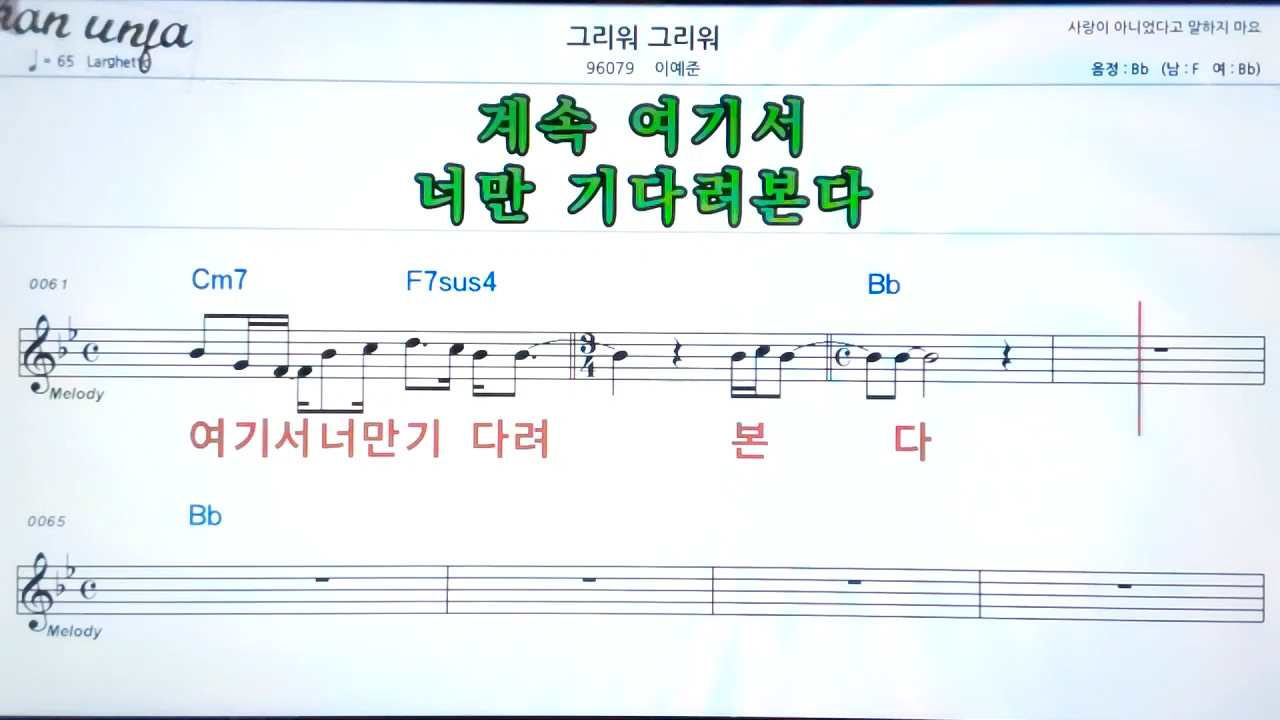 han unfa
그리워 그리워
사랑이 아니었다고 말하지 마요
♩= 65 Larghetto
96079 이예준
음정 : Bb (남 : F 여 : Bb)
계속 여기서
너만 기다려본다
0061
Cm7 F7sus4 Bb
3
4
Melody
여기서너만기 다려 본 다
0065
Bb
Melody